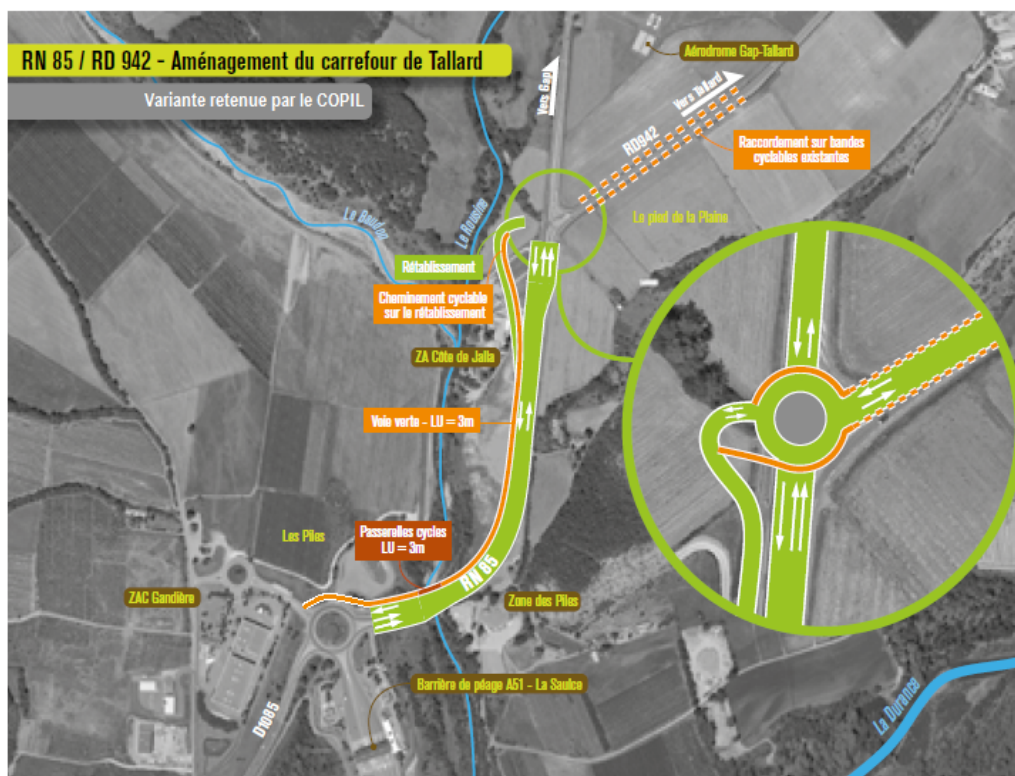 RN 85 / RD 942 - Aménagement du carrefour de Tallard
Variante retenue par le COPIL
Aérodrome Gap-Tallard
Vers Gap
Vers Tallard
RD942
Raccordement sur bandes
cyclables existantes
Le Baudon
Le Rousine
Le pied de la Plaine
Rétablissement
Cheminement cyclable
sur le rétablissement
ZA Côte de Jalla
Voie verte - LU = 3m
Les Piles
Passerelles cycles
LU = 3m
RN 85
ZAC Gandière
Zone des Piles
Barrière de péage A51 - La Saulce
D1085
La Durance